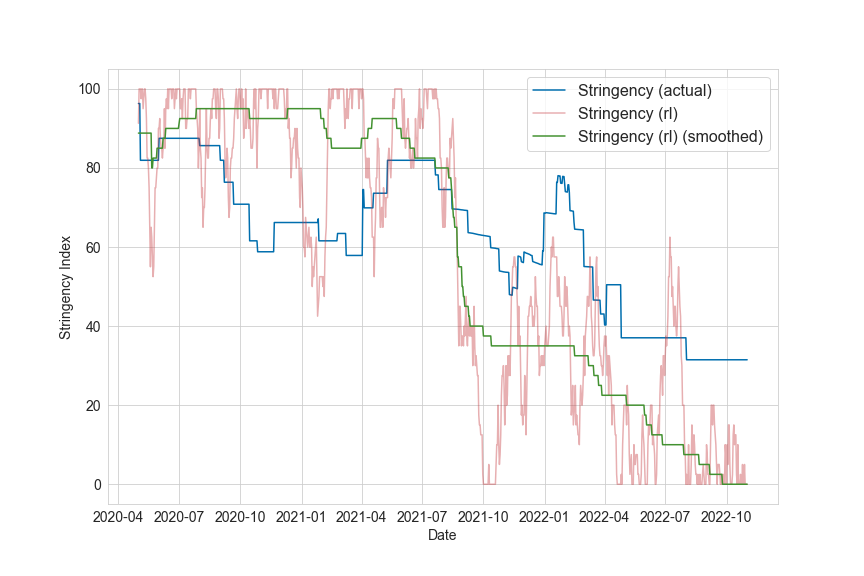 Stringency (actual)
Stringency (rl)
Stringency (rl) (smoothed)
100
80
60
40
20
0
Stringency Index
2020-04 2020-07 2020-10 2021-01 2021-04 2021-07 2021-10 2022-01 2022-04 2022-07 2022-10
Date